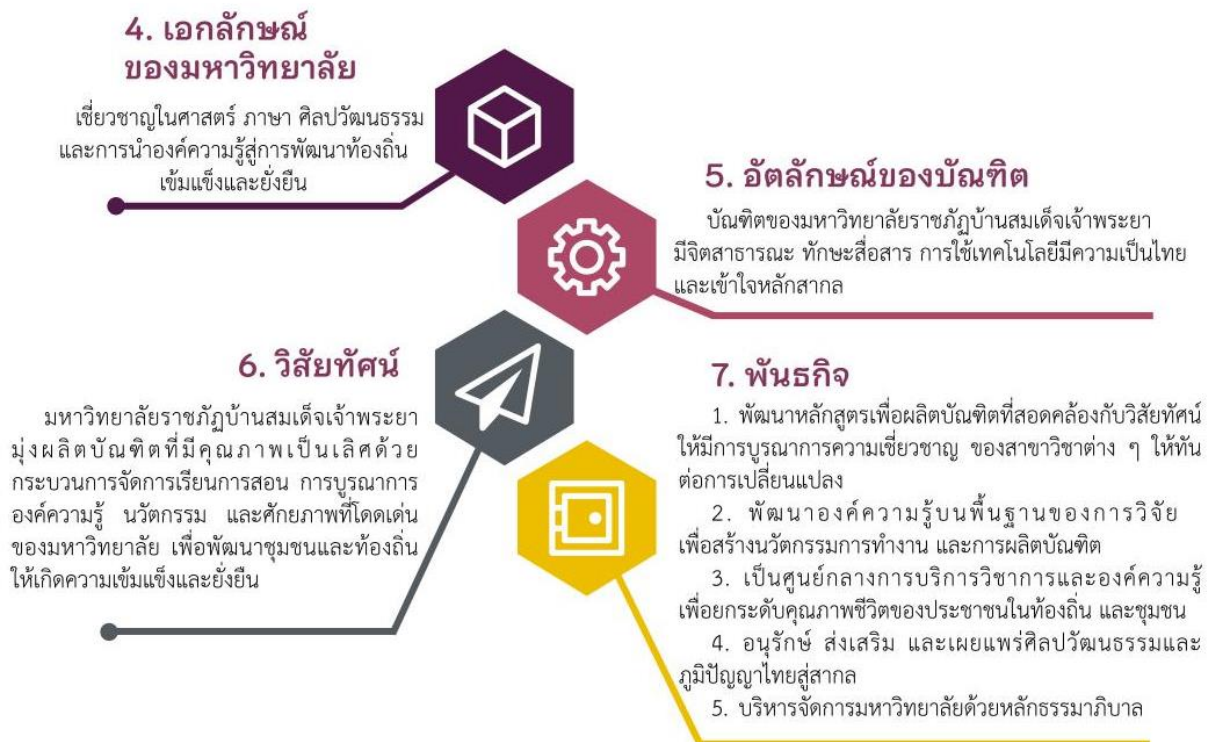 4. เอกลักษณ์
ของมหาวิทยาลัย
เชี่ยวชาญในศาสตร์ ภาษา ศิลปวัฒนธรรม
และการนำองค์ความรู้สู่การพัฒนาท้องถิ่น
เข้มแข็งและยั่งยืน
5. อัตลักษณ์ของบัณฑิต
บัณฑิตของมหาวิทยาลัยราชภัฏบ้านสมเด็จเจ้าพระยา
มีจิตสาธารณะ ทักษะสื่อสาร การใช้เทคโนโลยีมีความเป็นไทย
และเข้าใจหลักสากล
6. วิสัยทัศน์
มหาวิทยาลัยราชภัฏบ้านสมเด็จเจ้าพระยา
มุ่งผลิตบัณฑิตที่มีคุณภาพเป็นเลิศด้วย
กระบวนการจัดการเรียนการสอน การบูรณาการ
องค์ความรู้ นวัตกรรม และศักยภาพที่โดดเด่น
ของมหาวิทยาลัย เพื่อพัฒนาชุมชนและท้องถิ่น
ให้เกิดความเข้มแข็งและยั่งยืน
7. พันธกิจ
1. พัฒนาหลักสูตรเพื่อผลิตบัณฑิตที่สอดคล้องกับวิสัยทัศน์
ให้มีการบูรณาการความเชี่ยวชาญ ของสาขาวิชาต่าง ๆ ให้ทัน
ต่อการเปลี่ยนแปลง
2. พัฒนาองค์ความรู้บนพื้นฐานของการวิจัย
เพื่อสร้างนวัตกรรมการทำงาน และการผลิตบัณฑิต
3. เป็นศูนย์กลางการบริการวิชาการและองค์ความรู้
เพื่อยกระดับคุณภาพชีวิตของประชาชนในท้องถิ่น และชุมชน
4. อนุรักษ์ ส่งเสริม และเผยแพร่ศิลปวัฒนธรรมและ
ภูมิปัญญาไทยสู่สากล
5. บริหารจัดการมหาวิทยาลัยด้วยหลักธรรมาภิบาล